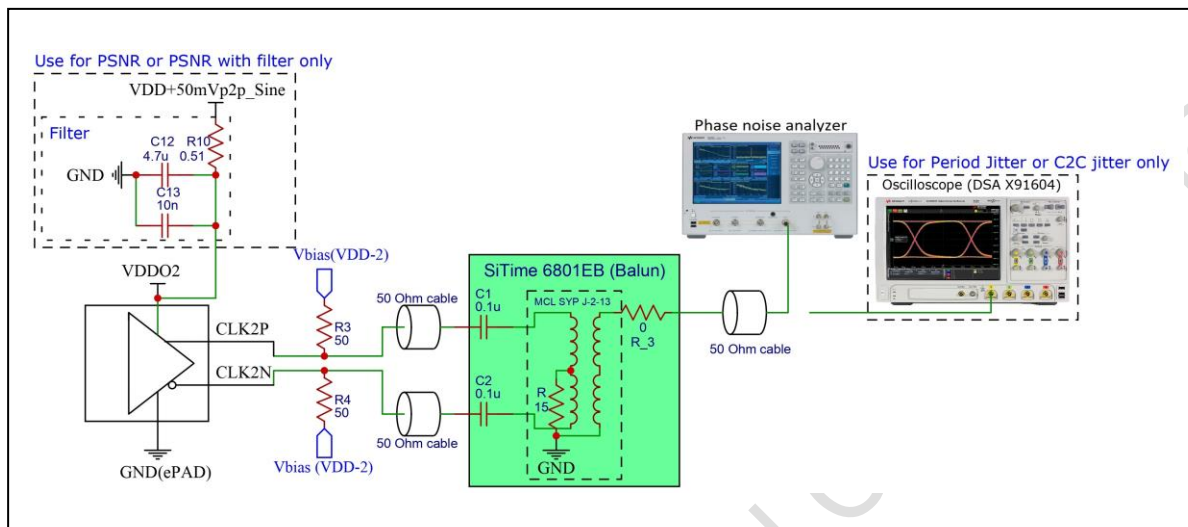 Use for PSNR or PSNR with filter only
VDD+50mVp2p_Sine
Filter
C12
4.7u
R10
0.51
GND
C13
10n
VDDO2
CLK2P
CLK2N
GND(ePAD)
Vbias(VDD-2)
R3
50
R4
50
Vbias (VDD-2)
50 Ohm cable
50 Ohm cable
SiTime 6801EB (Balun)
C1
0.1u
C2
0.1u
MCL SYP J-2-13
R
15
GND
0
R_3
50 Ohm cable
Phase noise analyzer
Use for Period Jitter or C2C jitter only
Oscilloscope (DSA X91604)